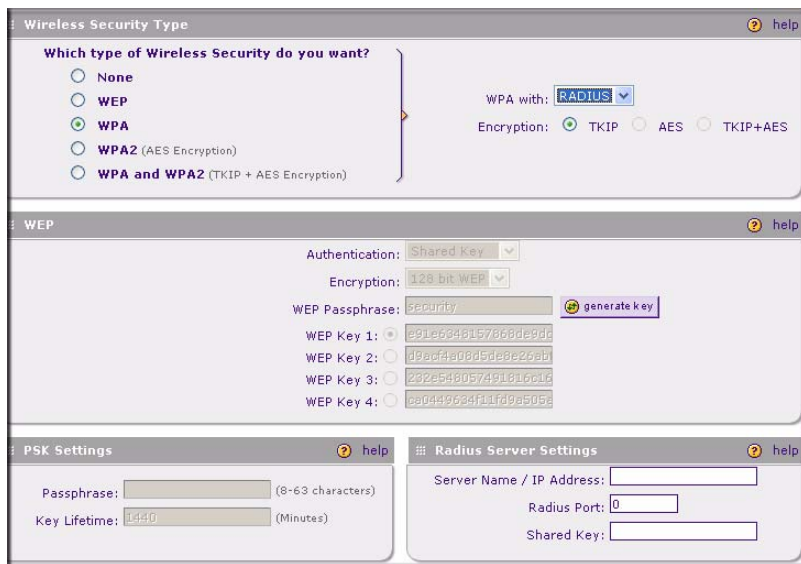 Wireless Security Type
help
Which type of Wireless Security do you want?
None
WEP
WPA
WPA2 (AES Encryption)
WPA and WPA2 (TKIP + AES Encryption)
WPA with: RADIUS
Encryption: TKIP AES TKIP+AES
WEP
help
Authentication: Shared Key
Encryption: 128 bit WEP
WEP Passphrase: security
generate key
WEP Key 1:
WEP Key 2:
WEP Key 3: 232e548057491816c16
WEP Key 4: ca0449634f11fd9a505a
PSK Settings
help
Passphrase: (8-63 characters)
Key Lifetime: 1440 (Minutes)
Radius Server Settings
help
Server Name / IP Address:
Radius Port: 0
Shared Key: